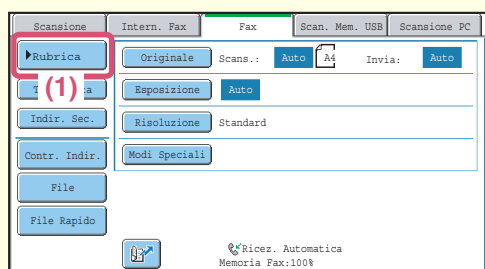 Scansione Intern. Fax Fax Scan. Mem. USB Scansione PC
Rubrica Originale Scans.: Auto A4 Invia: Auto
(1) Esposizione Auto
Indir. Sec. Risoluzione Standard
Contr. Indir. Modi Speciali
File
File Rapido
Ricez. Automatica
Memoria Fax:100%